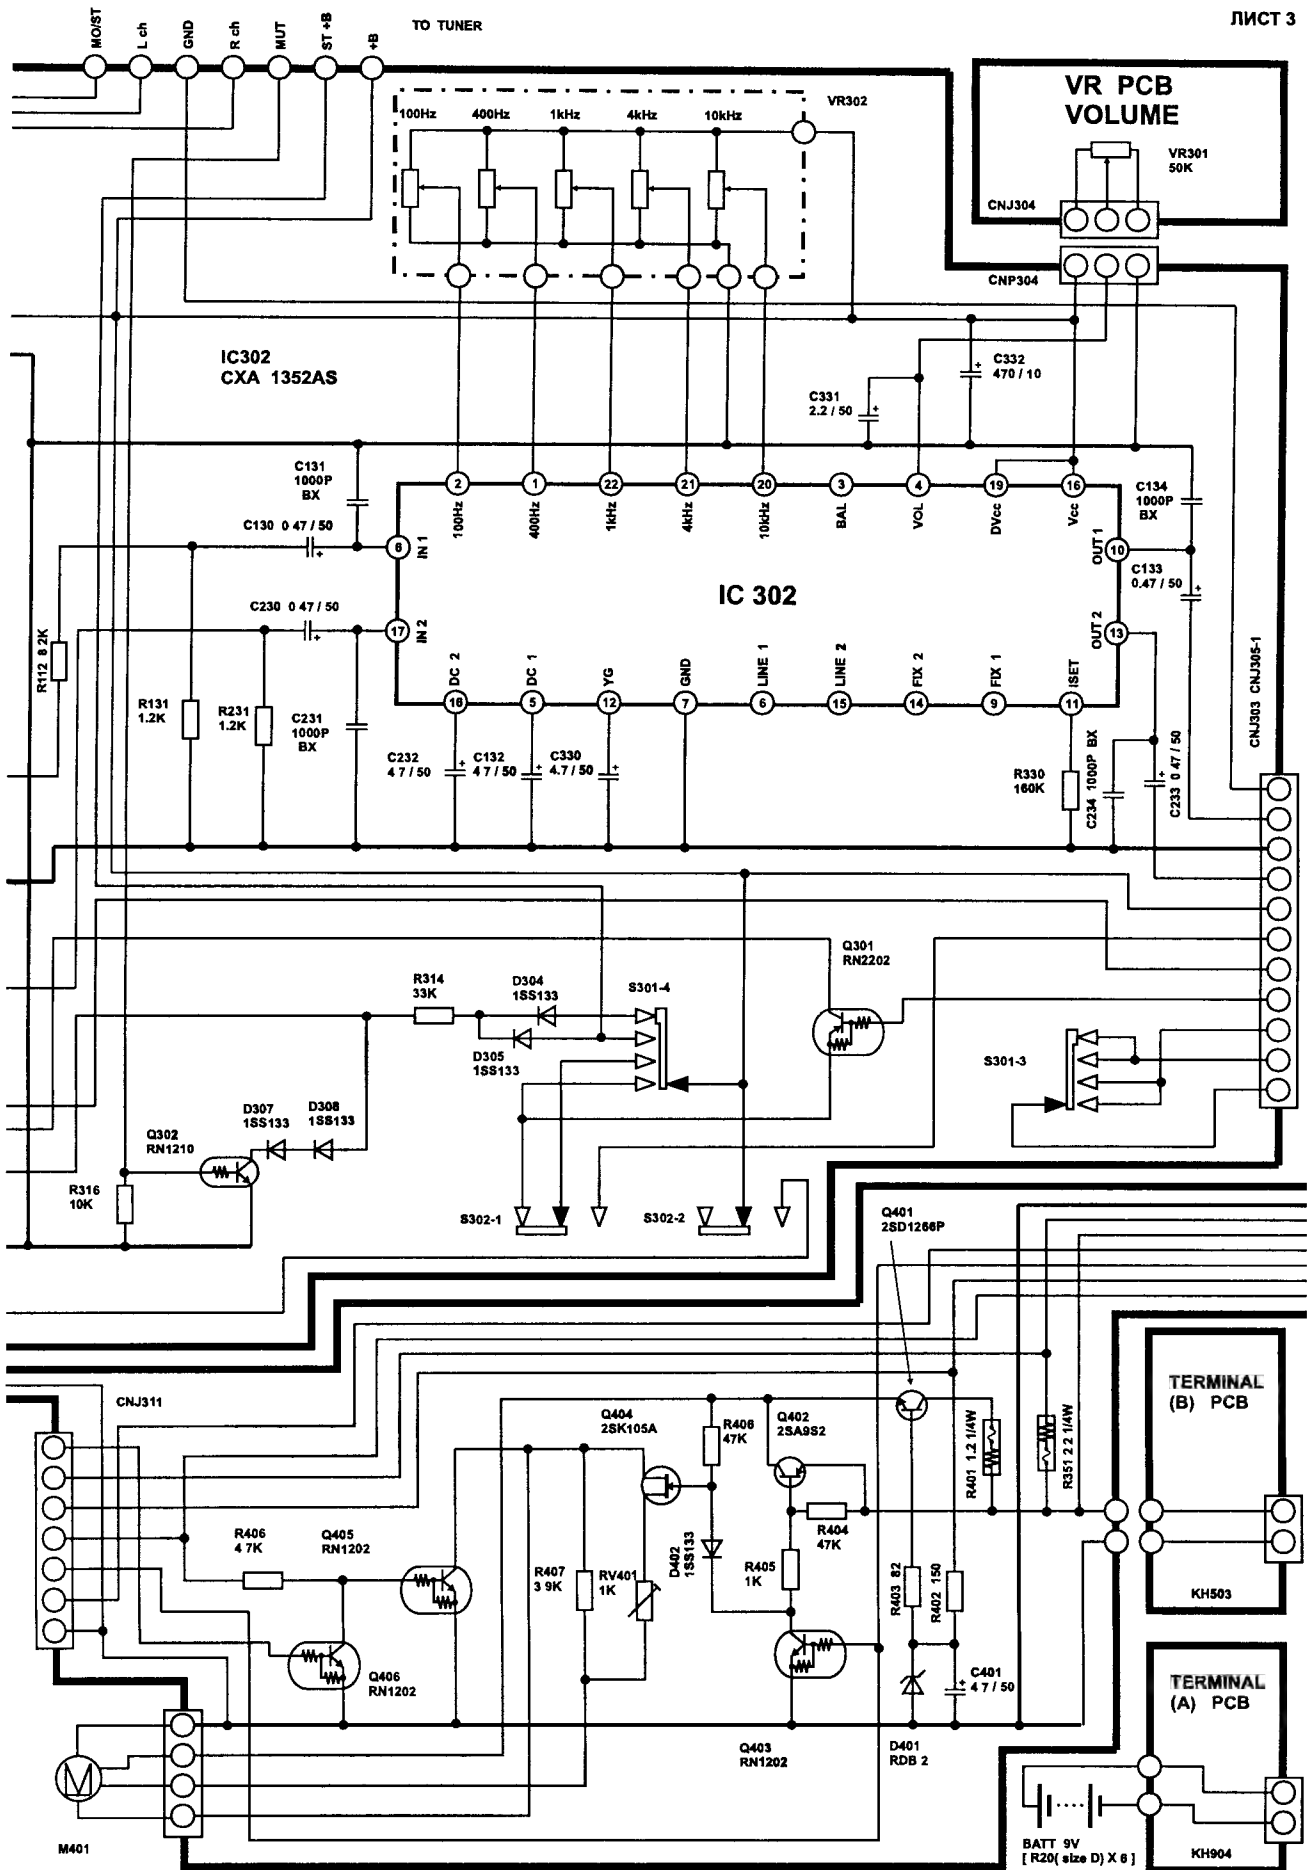 MO/ST
L ch
GND
R ch
MUT
ST +B
+B
TO TUNER
ЛИСТ 3
100Hz
400Hz
1kHz
4kHz
10kHz
VR302
VR PCB
VOLUME
VR301
50K
CNJ304
CNP304
IC302
CXA 1352AS
C332
470 / 10
C331
2.2 / 50
C131
1000P
BX
C130 0 47 / 50
2
1
22
21
20
3
4
19
16
100Hz
400Hz
1kHz
4kHz
10kHz
BAL
VOL
DVcc
Vcc
C134
1000P
BX
8
IN 1
OUT 1
10
C133
0.47 / 50
IC 302
C230 0 47 / 50
17
IN 2
OUT 2
13
R112 8 2K
DC 2
DC 1
YG
GND
LINE 1
LINE 2
FIX 2
FIX 1
ISET
18
5
12
7
6
15
14
9
11
CNJ303 CNJ305-1
R131
1.2K
R231
1.2K
C231
1000P
BX
C232
4 7 / 50
C132
4 7 / 50
C330
4.7 / 50
R330
160K
C234 1000P BX
C233 0 47 / 50
Q301
RN2202
R314
33K
D304
1SS133
S301-4
D305
1SS133
S301-3
D307
1SS133
D308
1SS133
Q302
RN1210
R316
10K
S302-1
S302-2
Q401
2SD1266P
CNJ311
Q404
2SK105A
R406
47K
Q402
2SA9S2
R401 1.2 1/4W
R351 2 2 1/4W
TERMINAL
(B) PCB
R406
4 7K
Q405
RN1202
R404
47K
R407
3 9K
RV401
1K
D402
1SS133
R405
1K
R403 82
R402 150
KH503
Q406
RN1202
C401
4 7 / 50
TERMINAL
(A) PCB
Q403
RN1202
D401
RDB 2
M
M401
BATT 9V
[ R20( size D) X 6 ]
KH904